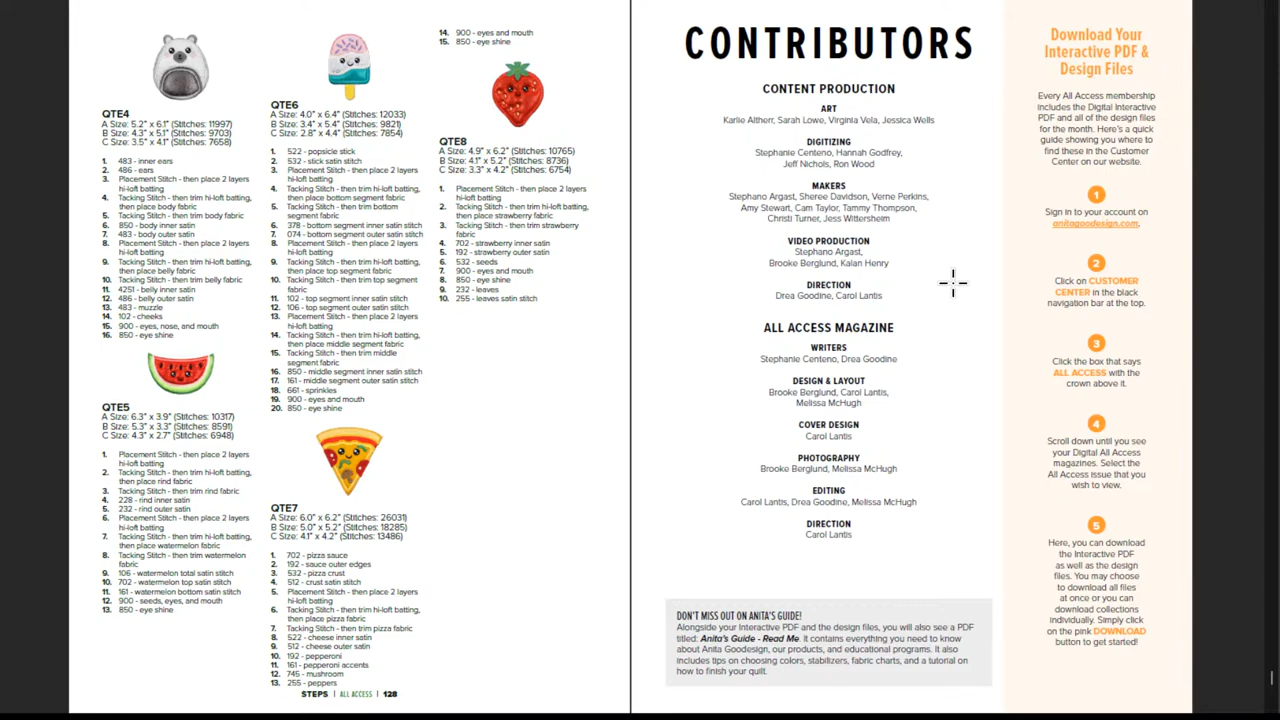 QTE4
A Size: 5.2" x 6.1" (Stitches: 11997)
B Size: 4.3" x 5.1" (Stitches: 9703)
C Size: 3.5" x 4.1" (Stitches: 7658)
1. 483 - inner ears
2. 486 - ears
3. Placement Stitch - then place 2 layers
hi-loft batting
4. Tacking Stitch - then trim hi-loft batting,
then place body fabric
5. Tacking Stitch - then trim body fabric
6. 850 - body inner satin
7. 483 - body outer satin
8. Placement Stitch - then place 2 layers
hi-loft batting
9. Tacking Stitch - then trim hi-loft batting,
then place belly fabric
10. Tacking Stitch - then trim belly fabric
11. 4251 - belly inner satin
12. 486 - belly outer satin
13. 483 - muzzle
14. 102 - cheeks
15. 900 - eyes, nose, and mouth
16. 850 - eye shine
QTE5
A Size: 6.3" x 3.9" (Stitches: 10317)
B Size: 5.3" x 3.3" (Stitches: 8591)
C Size: 4.3" x 2.7" (Stitches: 6948)
1. Placement Stitch - then place 2 layers
hi-loft batting
2. Tacking Stitch - then trim hi-loft batting,
then place rind fabric
3. Tacking Stitch - then trim rind fabric
4. 228 - rind inner satin
5. 232 - rind outer satin
6. Placement Stitch - then place 2 layers
hi-loft batting
7. Tacking Stitch - then trim hi-loft batting,
then place watermelon fabric
8. Tacking Stitch - then trim watermelon
fabric
9. 106 - watermelon total satin stitch
10. 702 - watermelon top satin stitch
11. 161 - watermelon bottom satin stitch
12. 900 - seeds, eyes, and mouth
13. 850 - eye shine
QTE6
A Size: 4.0" x 6.4" (Stitches: 12033)
B Size: 3.4" x 5.4" (Stitches: 9821)
C Size: 2.8" x 4.4" (Stitches: 7854)
1. 522 - popsicle stick
2. 532 - stick satin stitch
3. Placement Stitch - then place 2 layers
hi-loft batting
4. Tacking Stitch - then trim hi-loft batting,
then place bottom segment fabric
5. Tacking Stitch - then trim bottom
segment fabric
6. 378 - bottom segment inner satin stitch
7. 074 - bottom segment outer satin stitch
8. Placement Stitch - then place 2 layers
hi-loft batting
9. Tacking Stitch - then trim hi-loft batting,
then place top segment fabric
10. Tacking Stitch - then trim top segment
fabric
11. 102 - top segment inner satin stitch
12. 106 - top segment outer satin stitch
13. Placement Stitch - then place 2 layers
hi-loft batting
14. Tacking Stitch - then trim hi-loft batting,
then place middle segment fabric
15. Tacking Stitch - then trim middle
segment fabric
16. 850 - middle segment inner satin stitch
17. 161 - middle segment outer satin stitch
18. 661 - sprinkles
19. 900 - eyes and mouth
20. 850 - eye shine
QTE7
A Size: 6.0" x 6.2" (Stitches: 26031)
B Size: 5.0" x 5.2" (Stitches: 18285)
C Size: 4.1" x 4.2" (Stitches: 13486)
1. 702 - pizza sauce
2. 192 - sauce outer edges
3. 532 - pizza crust
4. 512 - crust satin stitch
5. Placement Stitch - then place 2 layers
hi-loft batting
6. Tacking Stitch - then trim hi-loft batting,
then place pizza fabric
7. Tacking Stitch - then trim pizza fabric
8. 522 - cheese inner satin
9. 512 - cheese outer satin
10. 192 - pepperoni
11. 161 - pepperoni accents
12. 745 - mushroom
13. 255 - peppers
14. 900 - eyes and mouth
15. 850 - eye shine
QTE8
A Size: 4.9" x 6.2" (Stitches: 10765)
B Size: 4.1" x 5.2" (Stitches: 8736)
C Size: 3.3" x 4.2" (Stitches: 6754)
1. Placement Stitch - then place 2 layers
hi-loft batting
2. Tacking Stitch - then trim hi-loft batting,
then place strawberry fabric
3. Tacking Stitch - then trim strawberry
fabric
4. 702 - strawberry inner satin
5. 192 - strawberry outer satin
6. 532 - seeds
7. 900 - eyes and mouth
8. 850 - eye shine
9. 232 - leaves
10. 255 - leaves satin stitch
STEPS | ALL ACCESS | 128
CONTRIBUTORS
CONTENT PRODUCTION
ART
Karlie Altherr, Sarah Lowe, Virginia Vela, Jessica Wells
DIGITIZING
Stephanie Centeno, Hannah Godfrey,
Jeff Nichols, Ron Wood
MAKERS
Stephano Argast, Sheree Davidson, Verne Perkins,
Amy Stewart, Cam Taylor, Tammy Thompson,
Christi Turner, Jess Wittersheim
VIDEO PRODUCTION
Stephano Argast,
Brooke Berglund, Kalan Henry
DIRECTION
Drea Goodine, Carol Lantis
ALL ACCESS MAGAZINE
WRITERS
Stephanie Centeno, Drea Goodine
DESIGN & LAYOUT
Brooke Berglund, Carol Lantis,
Melissa McHugh
COVER DESIGN
Carol Lantis
PHOTOGRAPHY
Brooke Berglund, Melissa McHugh
EDITING
Carol Lantis, Drea Goodine, Melissa McHugh
DIRECTION
Carol Lantis
DON'T MISS OUT ON ANITA'S GUIDE!
Alongside your Interactive PDF and the design files, you will also see a PDF
titled: Anita's Guide - Read Me. It contains everything you need to know
about Anita Goodesign, our products, and educational programs. It also
includes tips on choosing colors, stabilizers, fabric charts, and a tutorial on
how to finish your quilt.
Download Your
Interactive PDF &
Design Files
Every All Access membership
includes the Digital Interactive
PDF and all of the design files
for the month. Here's a quick
guide showing you where to
find these in the Customer
Center on our website.
1
Sign in to your account on
anitagoodesign.com.
2
Click on CUSTOMER
CENTER in the black
navigation bar at the top.
3
Click the box that says
ALL ACCESS with the
crown above it.
4
Scroll down until you see
your Digital All Access
magazines. Select the
All Access issue that you
wish to view.
5
Here, you can download
the Interactive PDF
as well as the design
files. You may choose
to download all files
at once or you can
download collections
individually. Simply click
on the pink DOWNLOAD
button to get started!